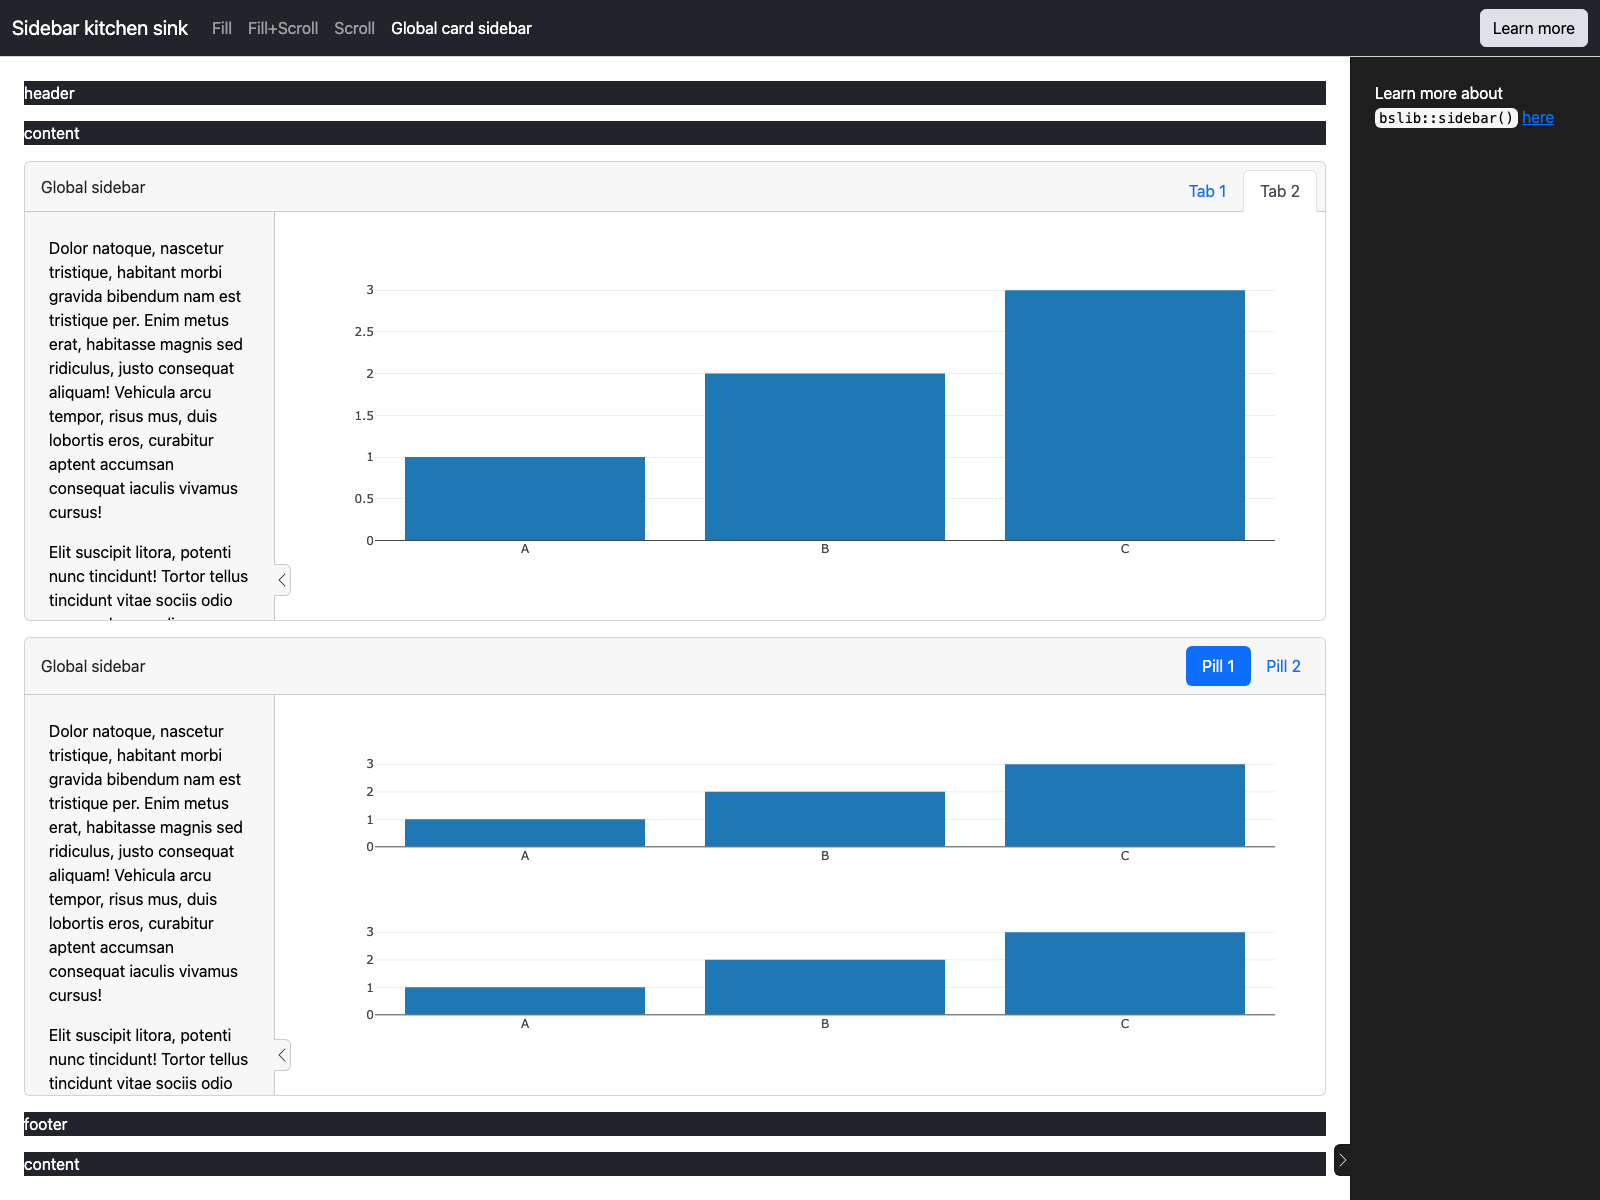 Sidebar kitchen sink Fill Fill+Scroll Scroll Global card sidebar Learn more
header
content
Global sidebar Tab 1 Tab 2
Dolor natoque, nascetur
tristique, habitant morbi
gravida bibendum nam est
tristique per. Enim metus
erat, habitasse magnis sed
ridiculus, justo consequat
aliquam! Vehicula arcu
tempor, risus mus, duis
lobortis eros, curabitur
aptent accumsan
consequat iaculis vivamus
cursus!
Elit suscipit litora, potenti
nunc tincidunt! Tortor tellus
tincidunt vitae sociis odio
3
2.5
2
1.5
1
0.5
0
A B C
Global sidebar Pill 1 Pill 2
Dolor natoque, nascetur
tristique, habitant morbi
gravida bibendum nam est
tristique per. Enim metus
erat, habitasse magnis sed
ridiculus, justo consequat
aliquam! Vehicula arcu
tempor, risus mus, duis
lobortis eros, curabitur
aptent accumsan
consequat iaculis vivamus
cursus!
Elit suscipit litora, potenti
nunc tincidunt! Tortor tellus
tincidunt vitae sociis odio
3
2
1
0
A B C
3
2
1
0
A B C
footer
content
Learn more about
bslib::sidebar() here